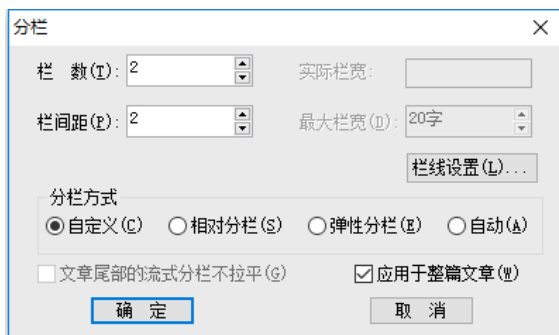 分栏
栏 数(T): 2 实际栏宽:
栏间距(P): 2 最大栏宽(D): 20字
栏线设置(L)...
分栏方式
自定义(C) 相对分栏(S) 弹性分栏(E) 自动(A)
文章尾部的流式分栏不拉平(G) 应用于整篇文章(W)
确 定 取 消